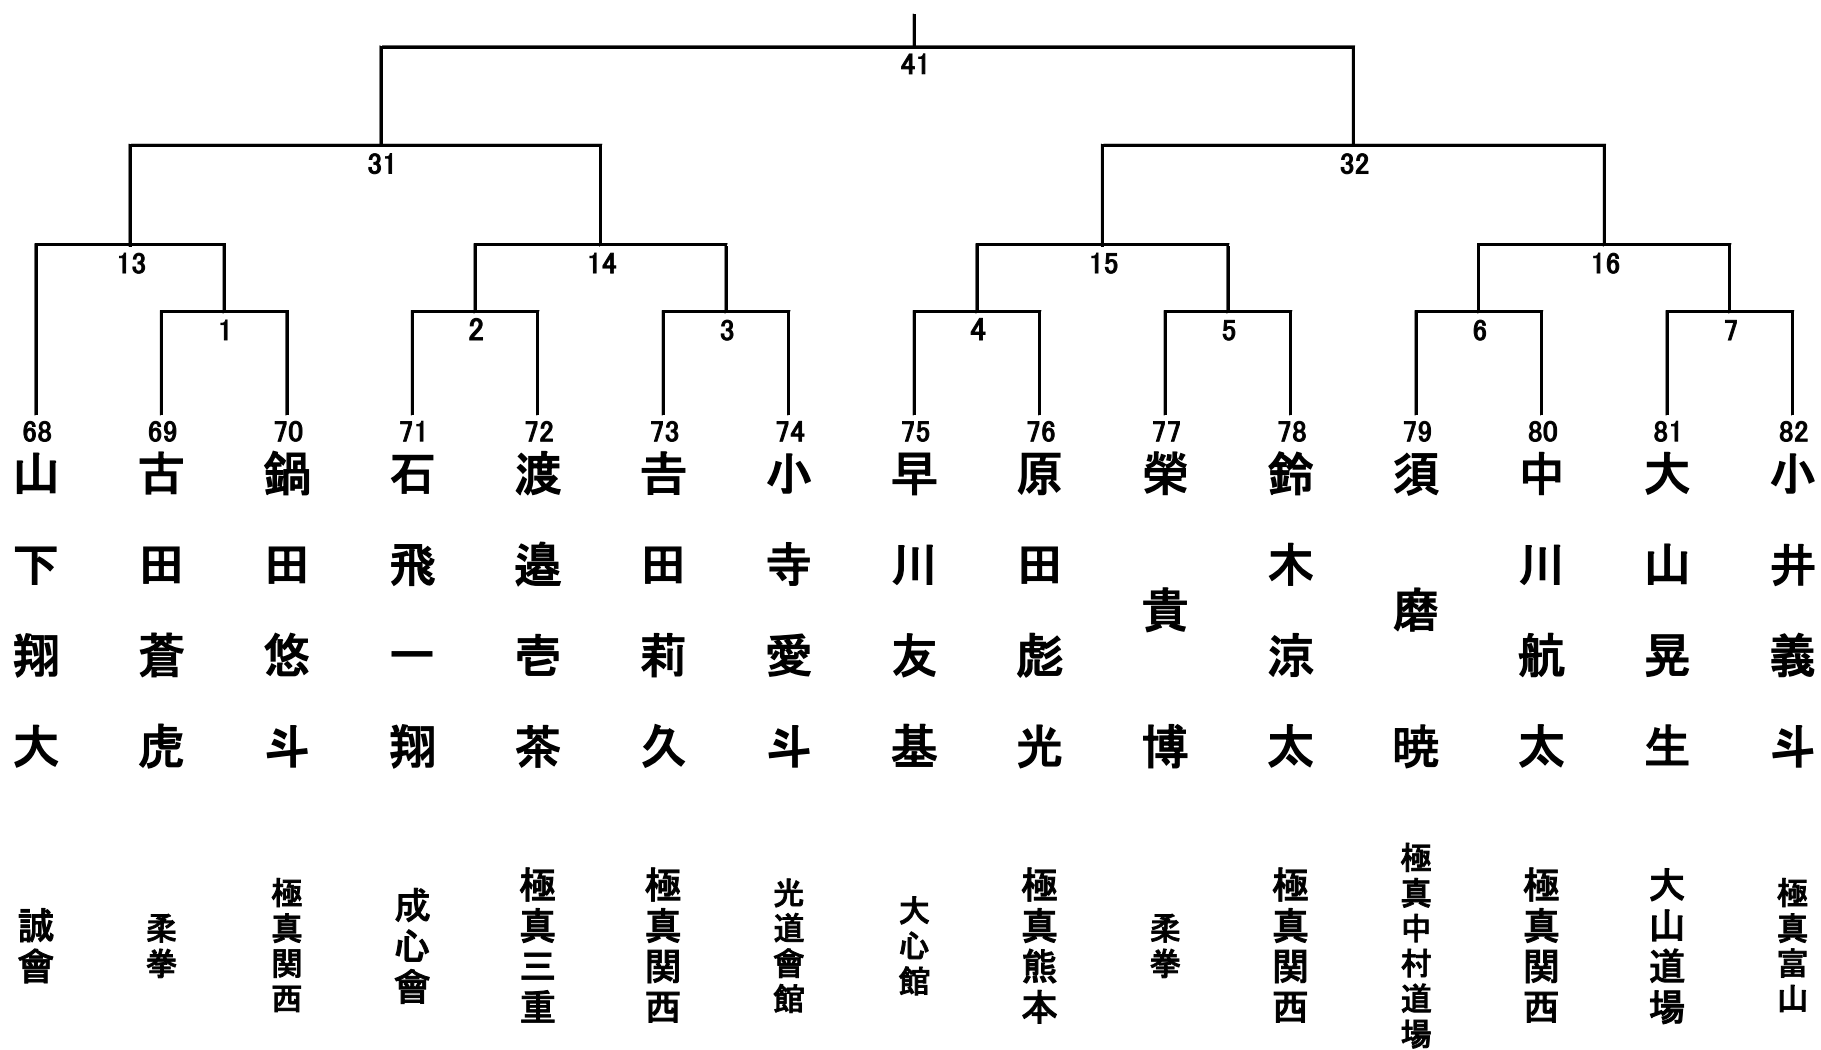 41
31
32
13
14
15
16
1
2
3
4
5
6
7
68
69
70
71
72
73
74
75
76
77
78
79
80
81
82
山下翔大
古田蒼虎
鍋田悠斗
石飛一翔
渡邉壱茶
𠮷田莉久
小寺愛斗
早川友基
原田彪光
榮貴博
鈴木涼太
須磨暁
中川航太
大山晃生
小井義斗
誠會
柔拳
極真関西
成心會
極真三重
極真関西
光道會館
大心館
極真熊本
柔拳
極真関西
極真中村道場
極真関西
大山道場
極真富山